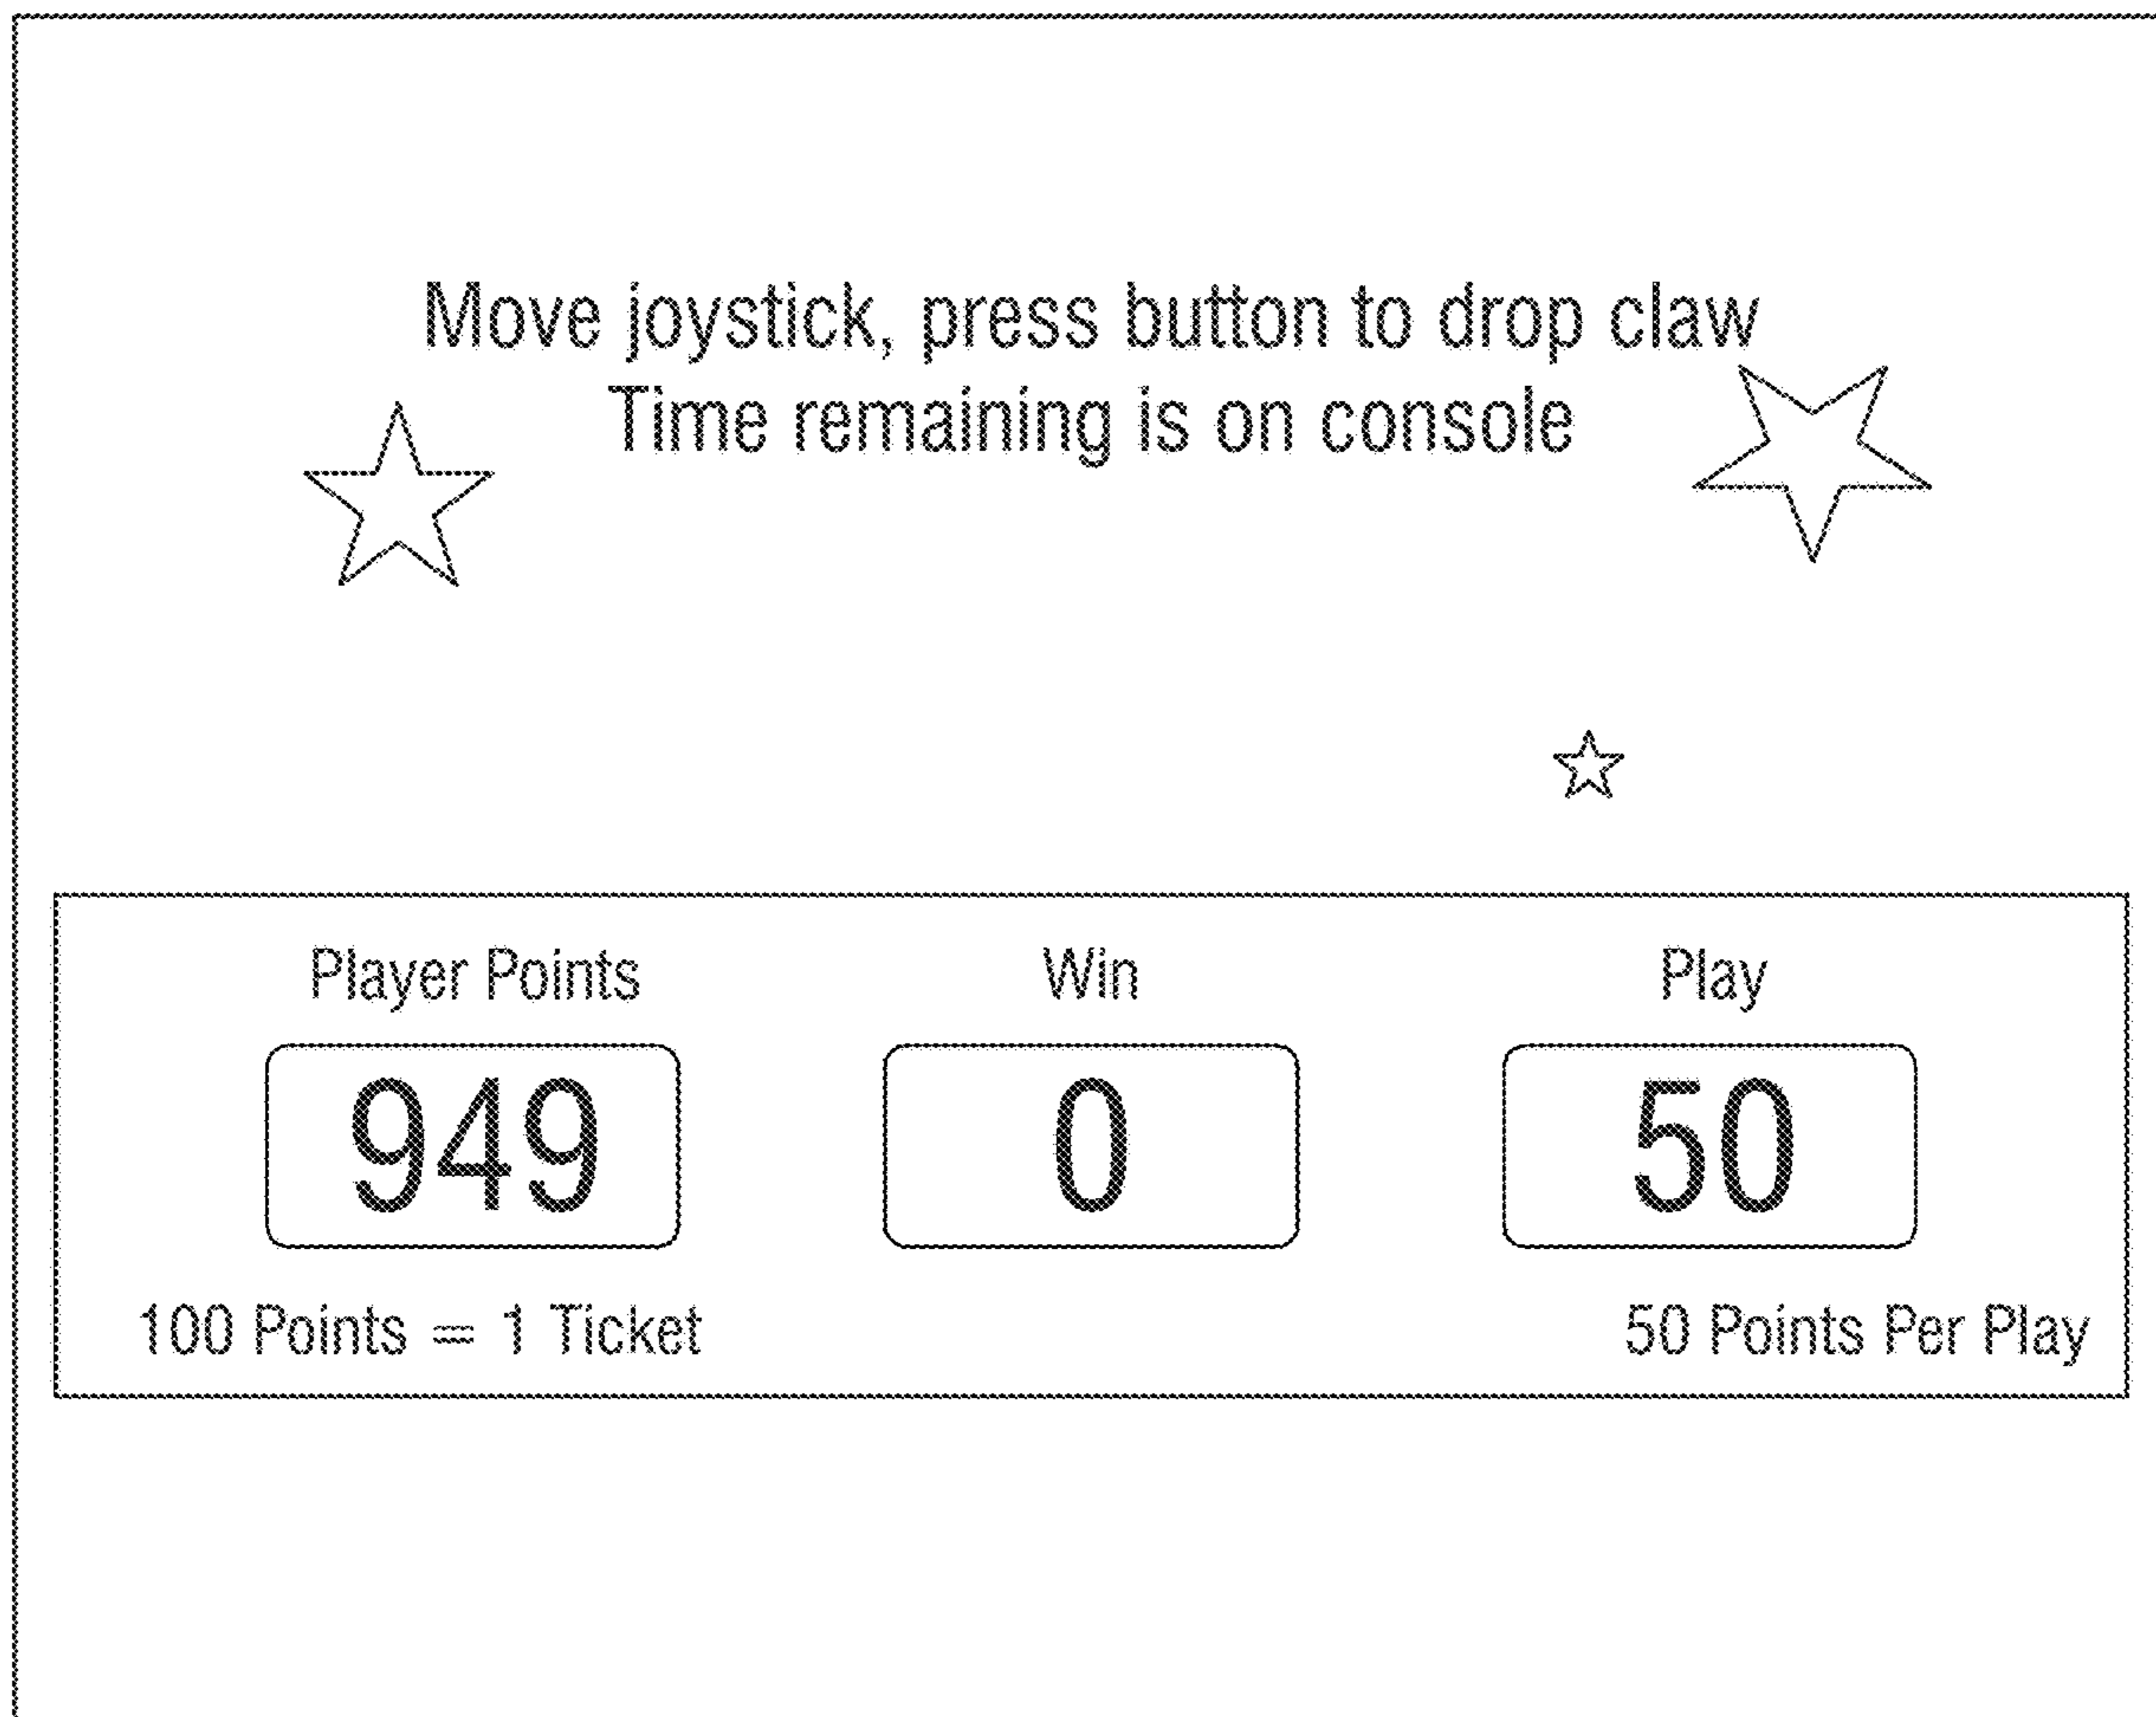 Move joystick, press button to drop claw
Time remaining is on console
Player Points Win Play
949 0 50
100 Points = 1 Ticket 50 Points Per Play